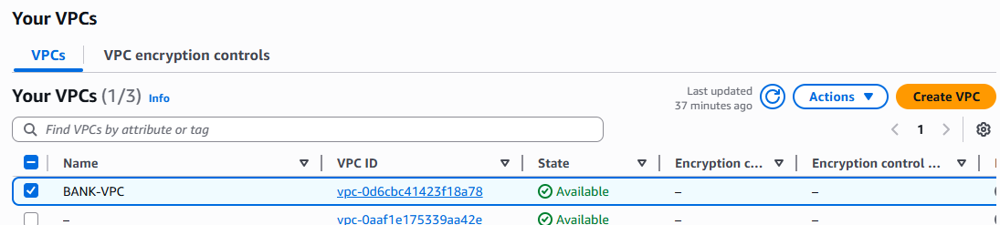 Your VPCs
VPCs
VPC encryption controls
Your VPCs (1/3) Info
Last updated
37 minutes ago
Actions
Create VPC
Find VPCs by attribute or tag
1
Name
VPC ID
State
Encryption c...
Encryption control ...
BANK-VPC
vpc-0d6cbc41423f18a78
Available
–
–
–
vpc-0aaf1e175339aa42e
Available
–
–